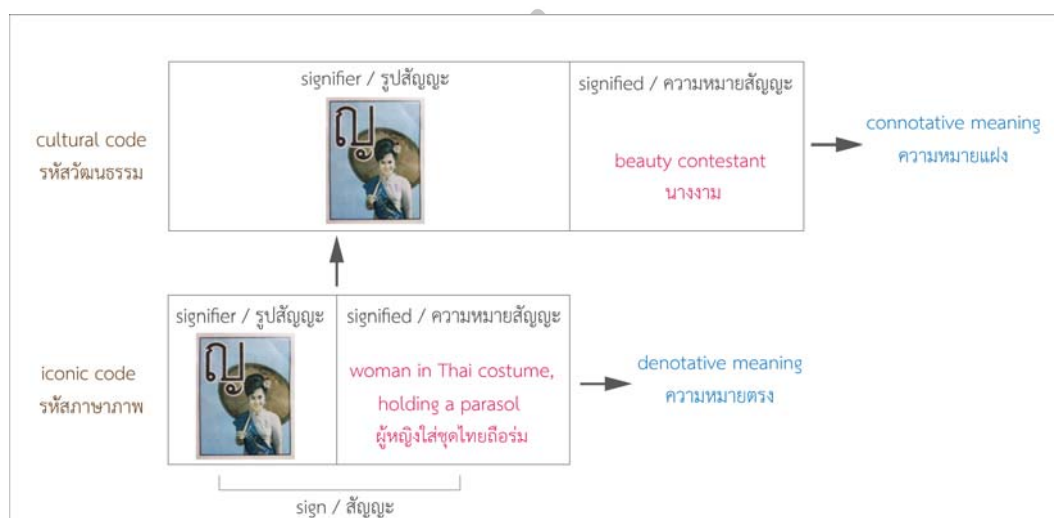 signifier / รูปสัญญะ
signified / ความหมายสัญญะ
ญ
cultural code
รหัสวัฒนธรรม
beauty contestant
นางงาม
connotative meaning
ความหมายแฝง
signifier / รูปสัญญะ
signified / ความหมายสัญญะ
ญ
iconic code
รหัสภาษาภาพ
woman in Thai costume,
holding a parasol
ผู้หญิงใส่ชุดไทยถือร่ม
denotative meaning
ความหมายตรง
sign / สัญญะ